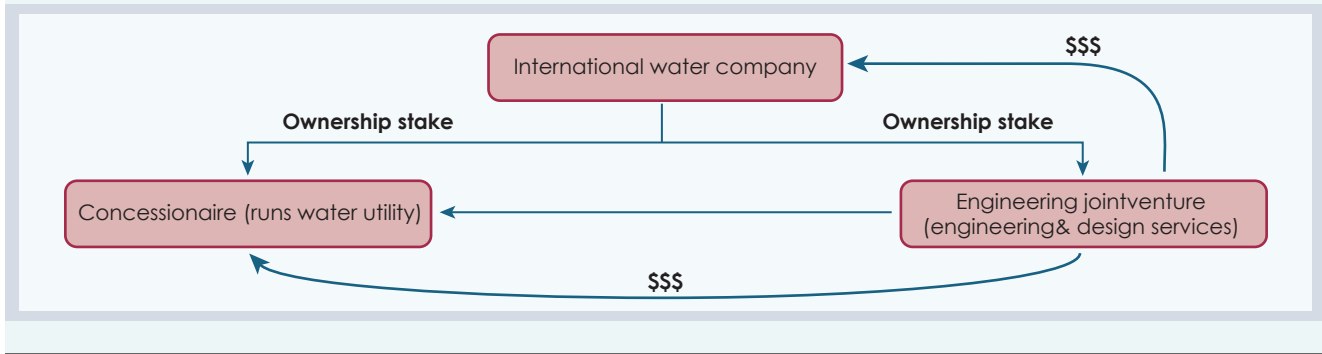 $$$
International water company
Ownership stake
Ownership stake
Concessionaire (runs water utility)
Engineering jointventure
(engineering& design services)
$$$